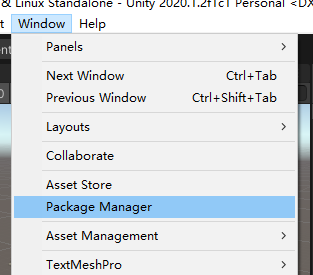 & Linux Standalone - Unity 2020.1.2f1c1 Personal <DX
t Window Help
Panels >
Next Window Ctrl+Tab
Previous Window Ctrl+Shift+Tab
Layouts >
Collaborate
Asset Store
Package Manager
Asset Management >
TextMeshPro >